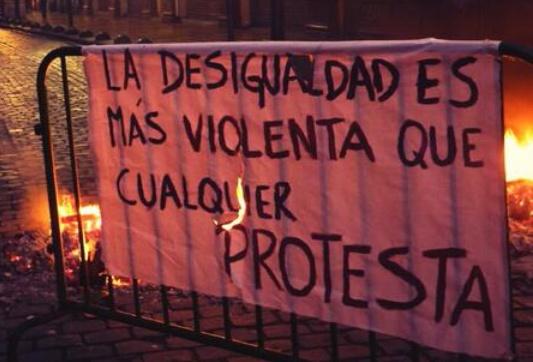 LA DESIGUALDAD ES
MÁS VIOLENTA QUE
CUALQUIER
PROTESTA